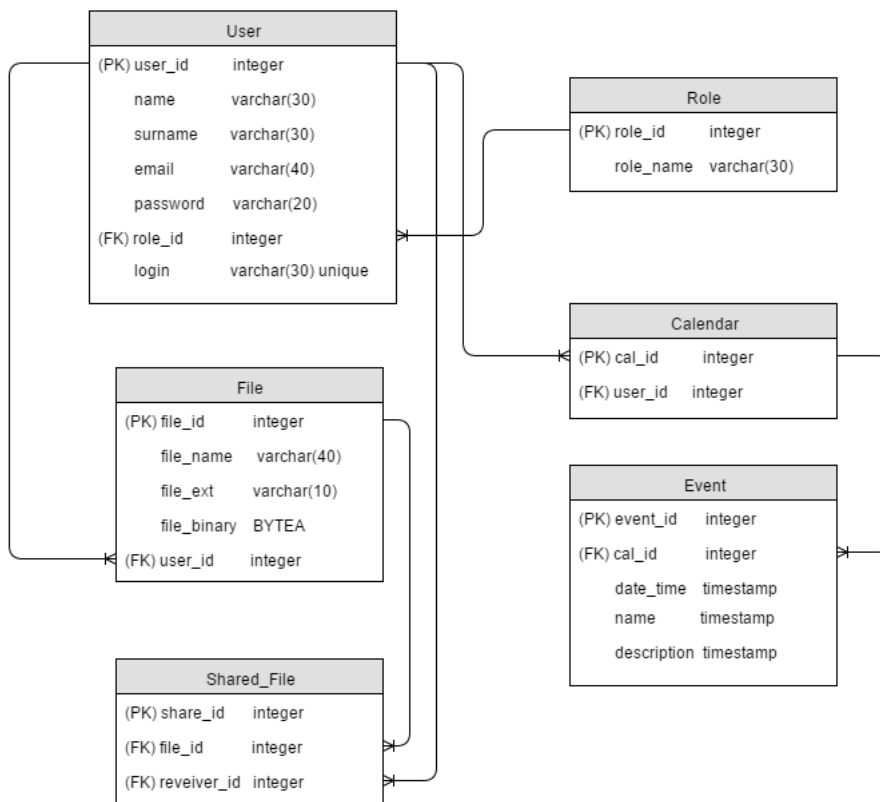 User
(PK) user_id integer
name varchar(30)
surname varchar(30)
email varchar(40)
password varchar(20)
(FK) role_id integer
login varchar(30) unique
Role
(PK) role_id integer
role_name varchar(30)
Calendar
(PK) cal_id integer
(FK) user_id integer
File
(PK) file_id integer
file_name varchar(40)
file_ext varchar(10)
file_binary BYTEA
(FK) user_id integer
Event
(PK) event_id integer
(FK) cal_id integer
date_time timestamp
name timestamp
description timestamp
Shared_File
(PK) share_id integer
(FK) file_id integer
(FK) reveiver_id integer